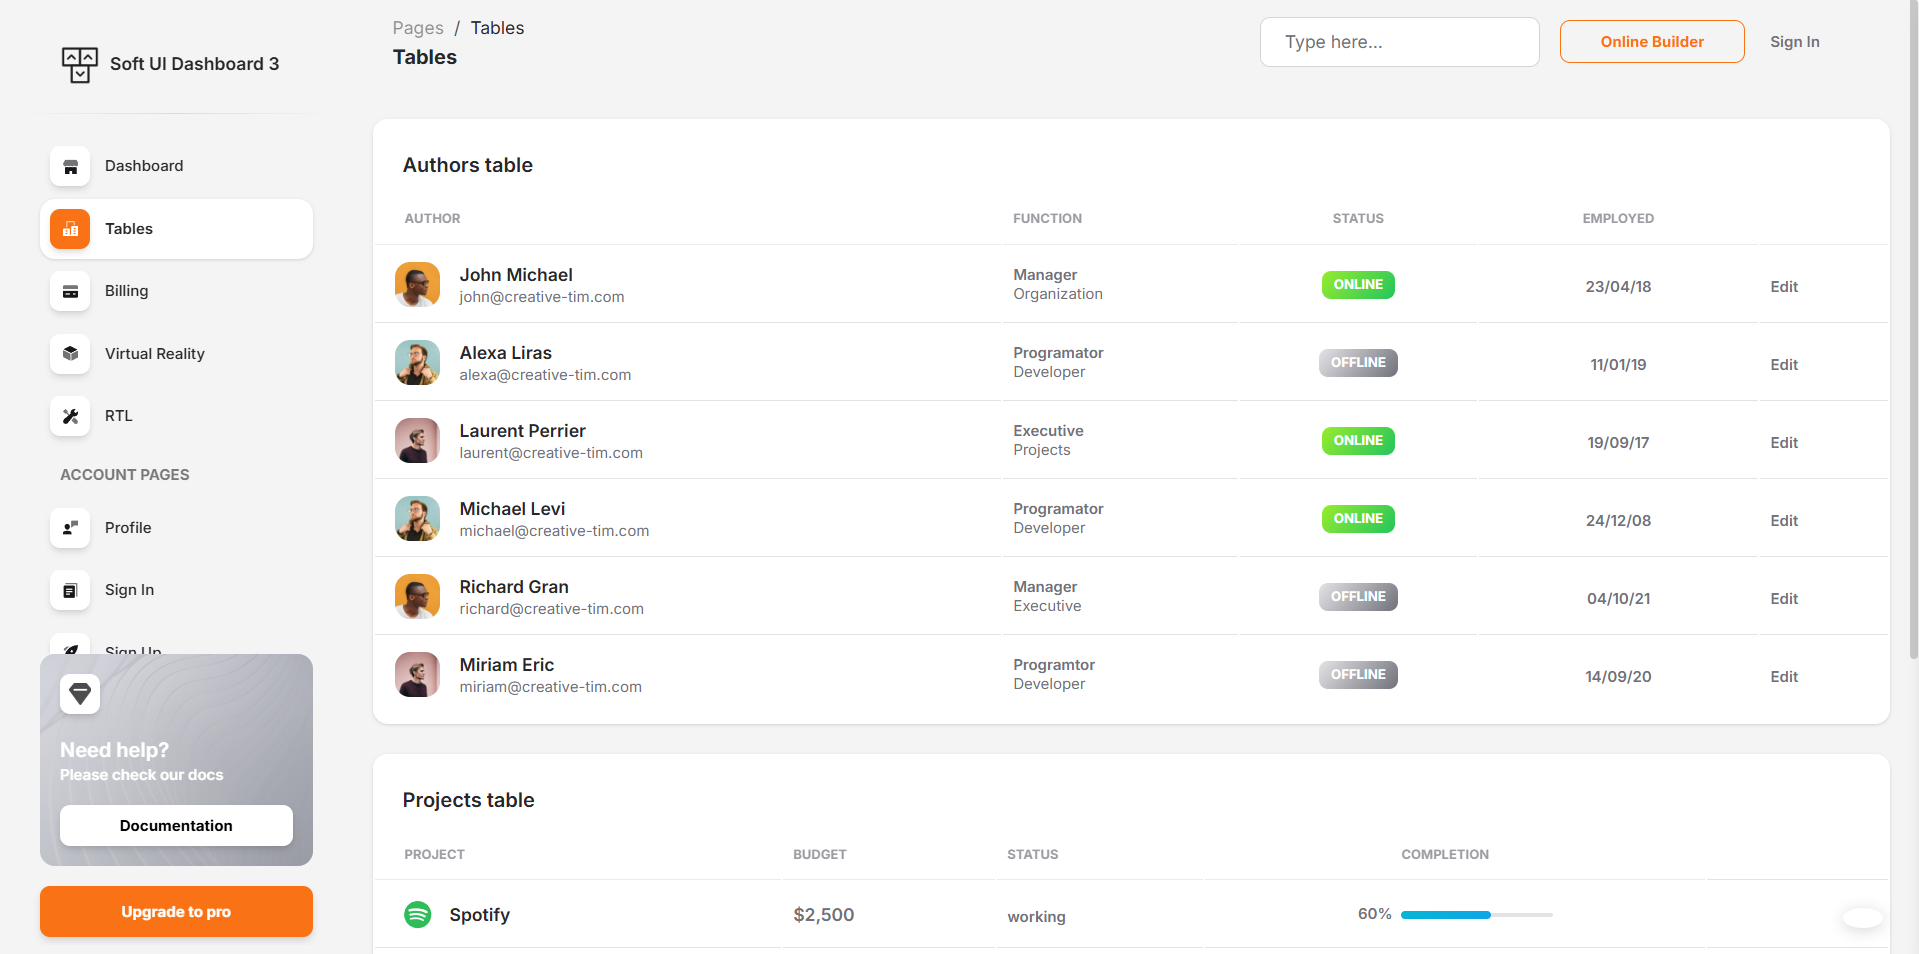 Soft UI Dashboard 3
Dashboard
Tables
Billing
Virtual Reality
RTL
ACCOUNT PAGES
Profile
Sign In
Sign Up
Need help?
Please check our docs
Documentation
Upgrade to pro
Pages / Tables
Tables
Type here...
Online Builder
Sign In
Authors table
AUTHOR FUNCTION STATUS EMPLOYED
John Michael
john@creative-tim.com
Manager
Organization
ONLINE
23/04/18
Edit
Alexa Liras
alexa@creative-tim.com
Programator
Developer
OFFLINE
11/01/19
Edit
Laurent Perrier
laurent@creative-tim.com
Executive
Projects
ONLINE
19/09/17
Edit
Michael Levi
michael@creative-tim.com
Programator
Developer
ONLINE
24/12/08
Edit
Richard Gran
richard@creative-tim.com
Manager
Executive
OFFLINE
04/10/21
Edit
Miriam Eric
miriam@creative-tim.com
Programtor
Developer
OFFLINE
14/09/20
Edit
Projects table
PROJECT BUDGET STATUS COMPLETION
Spotify $2,500 working 60%